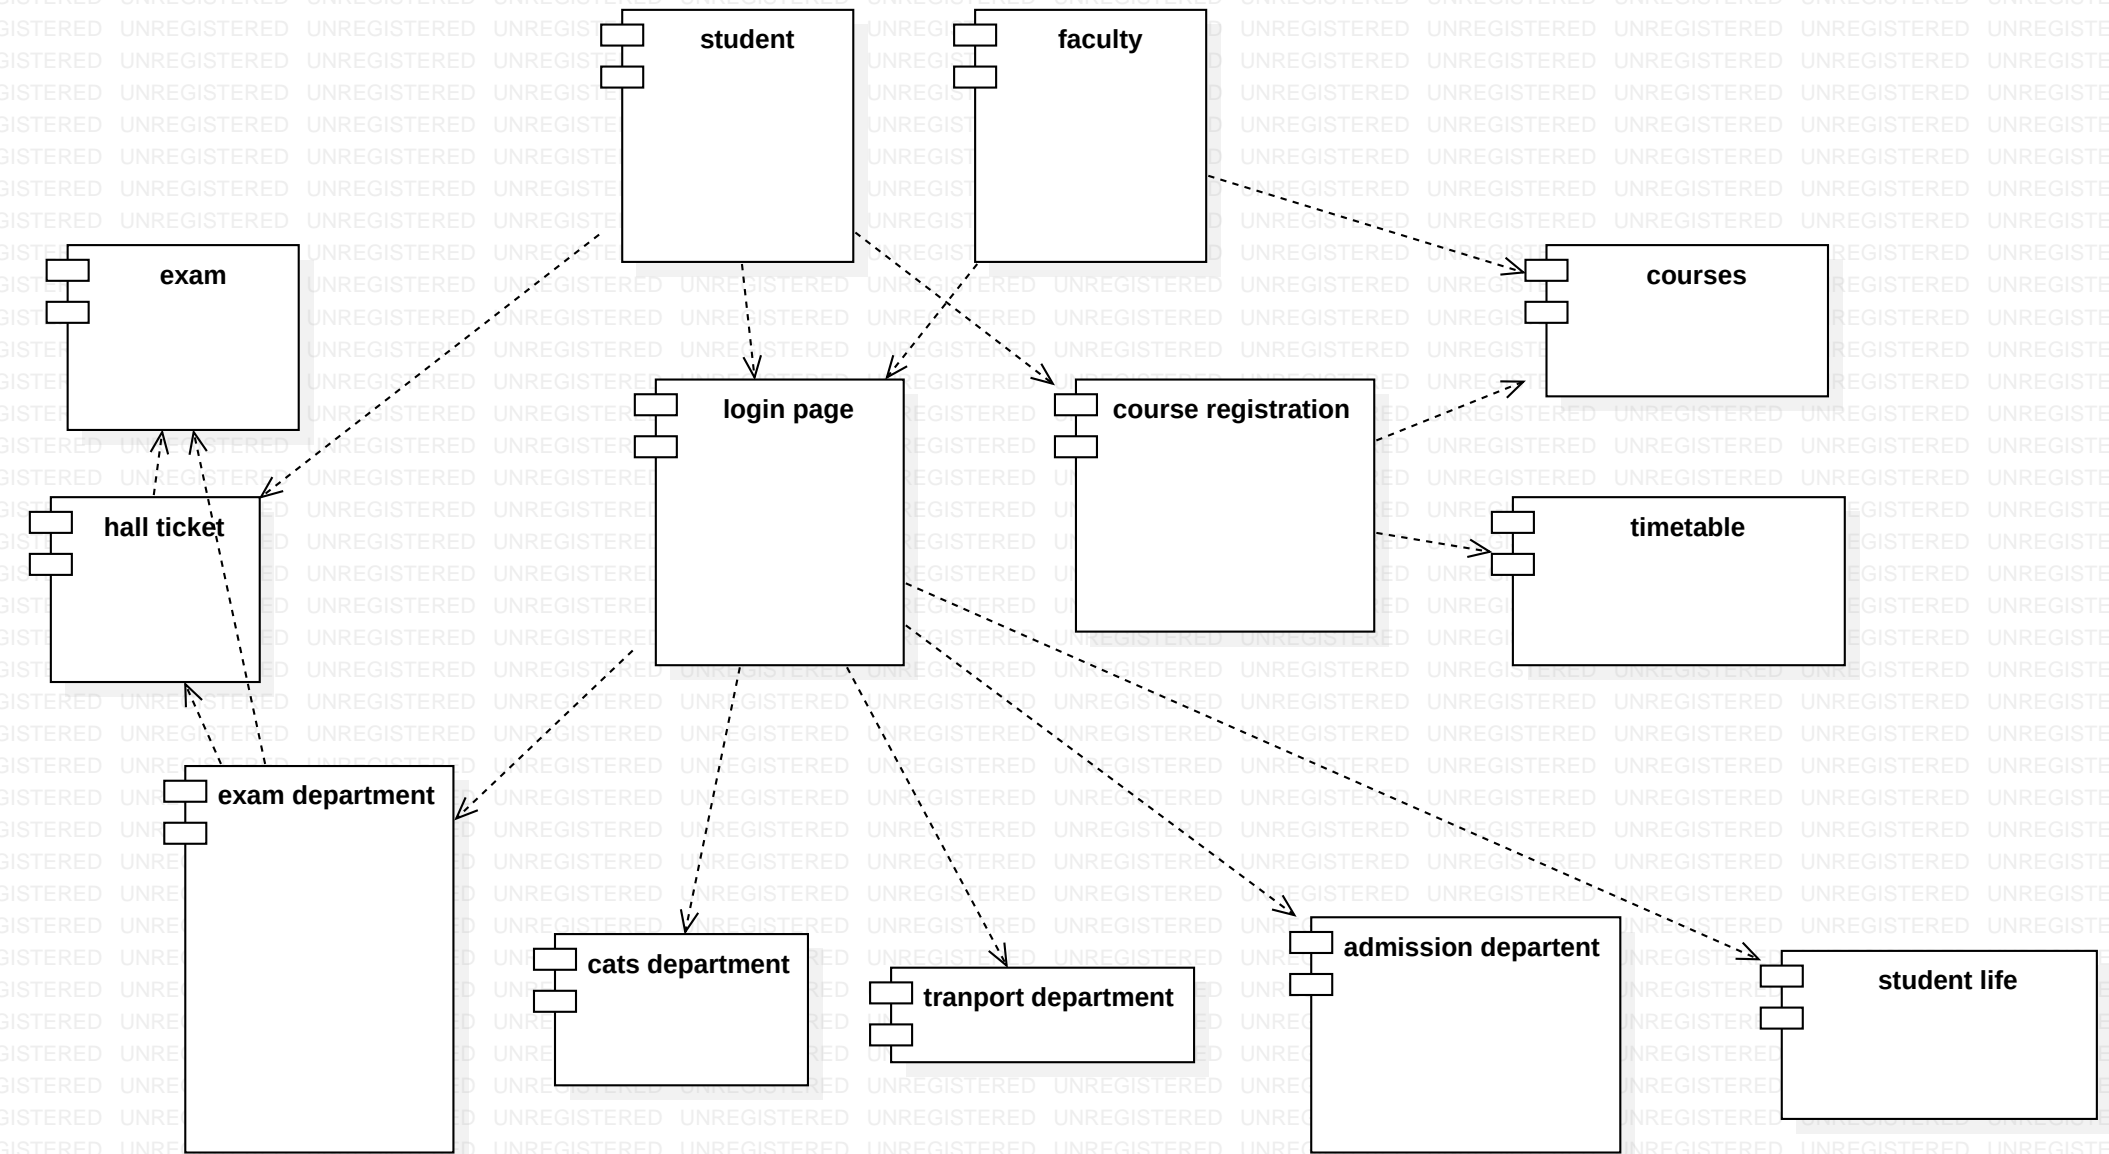 student
faculty
exam
courses
login page
course registration
hall ticket
timetable
exam department
cats department
tranport department
admission departent
student life
UNREGISTERED